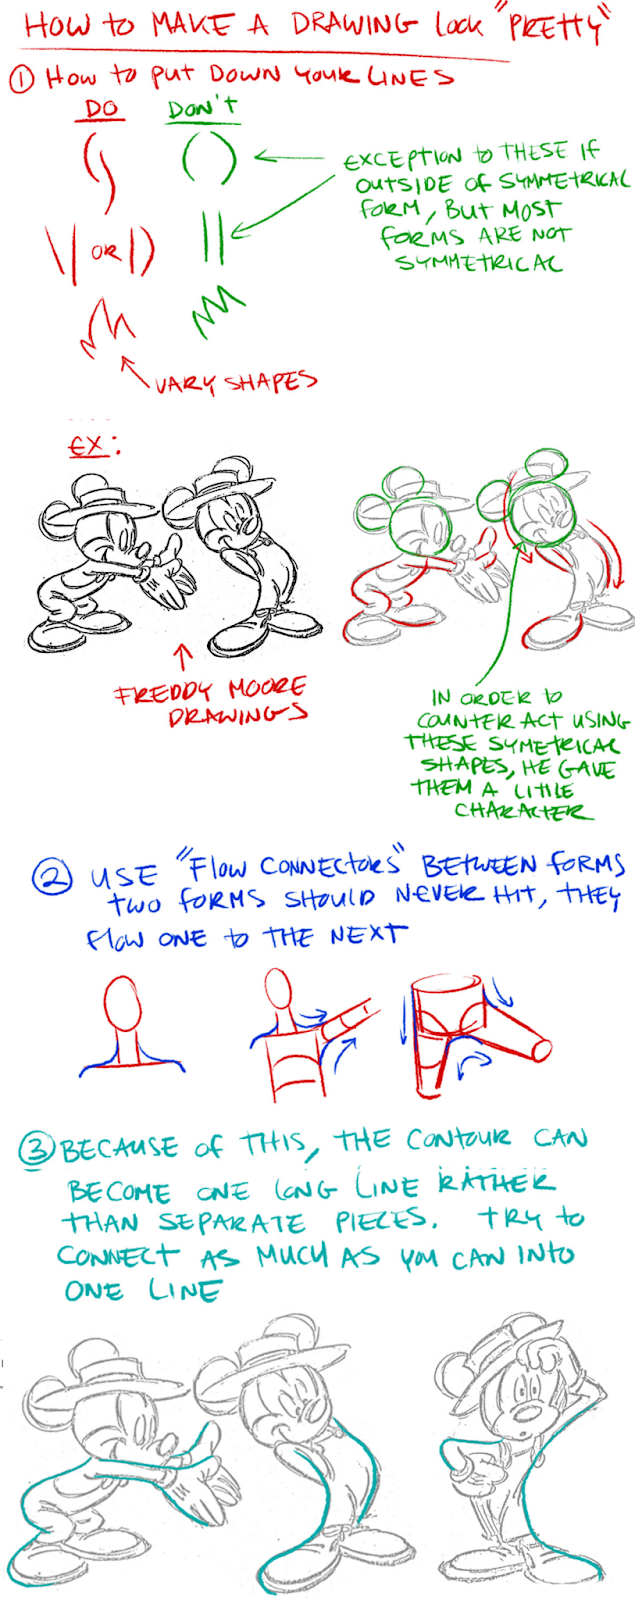 HOW to MAKE A DRAWING look "PRETTY"
① HOW to PUT DOWN YOUR LINES
DO
DON'T
EXCEPTION to THESE IF
OUTSIDE OF SYMMETRICAL
FORM, BUT MOST
FORMS ARE NOT
SYMMETRICAL
OR
VARY SHAPES
EX:
FREDDY MOORE
DRAWINGS
IN ORDER to
COUNTER ACT USING
THESE SYMETRICAL
SHAPES, HE GAVE
THEM A LITTLE
CHARACTER
② USE "FLOW CONNECTORS" BETWEEN FORMS
TWO FORMS SHOULD NEVER HIT, THEY
FLOW ONE to THE NEXT
③ BECAUSE OF THIS, THE CONTOUR CAN
BECOME ONE LONG LINE RATHER
THAN SEPARATE PIECES. TRY to
CONNECT AS MUCH AS YOU CAN INTO
ONE LINE